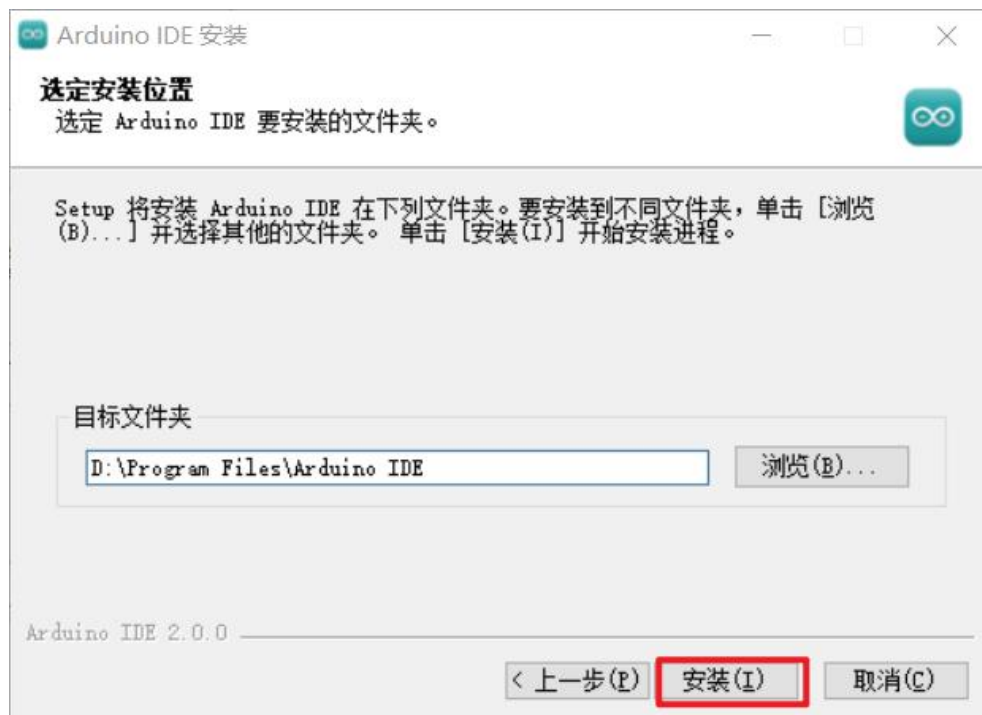 Arduino IDE 安装
选定安装位置
选定 Arduino IDE 要安装的文件夹。
Setup 将安装 Arduino IDE 在下列文件夹。要安装到不同文件夹，单击 [浏览
(B)...] 并选择其他的文件夹。 单击 [安装(I)] 开始安装进程。
目标文件夹
D:\Program Files\Arduino IDE
浏览(B)...
Arduino IDE 2.0.0
< 上一步(P)
安装(I)
取消(C)